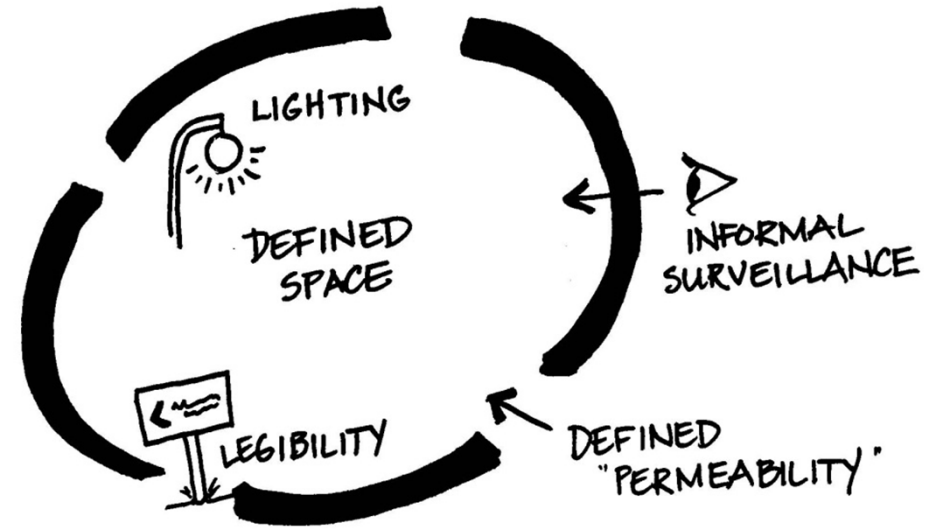 LIGHTING
DEFINED
SPACE
INFORMAL
SURVEILLANCE
LEGIBILITY
DEFINED
"PERMEABILITY"